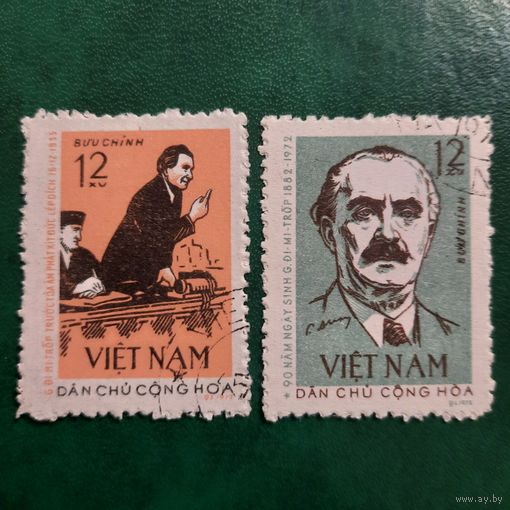 BƯU CHÍNH
12
XU
VIỆT NAM
DÂN CHỦ CỘNG HÒA
12
XU
BƯU CHÍNH
* 90 NĂM NGÀY SINH G. ĐI-MI-TRỐP 1882-1972
VIỆT NAM
DÂN CHỦ CỘNG HÒA
www.ay.by